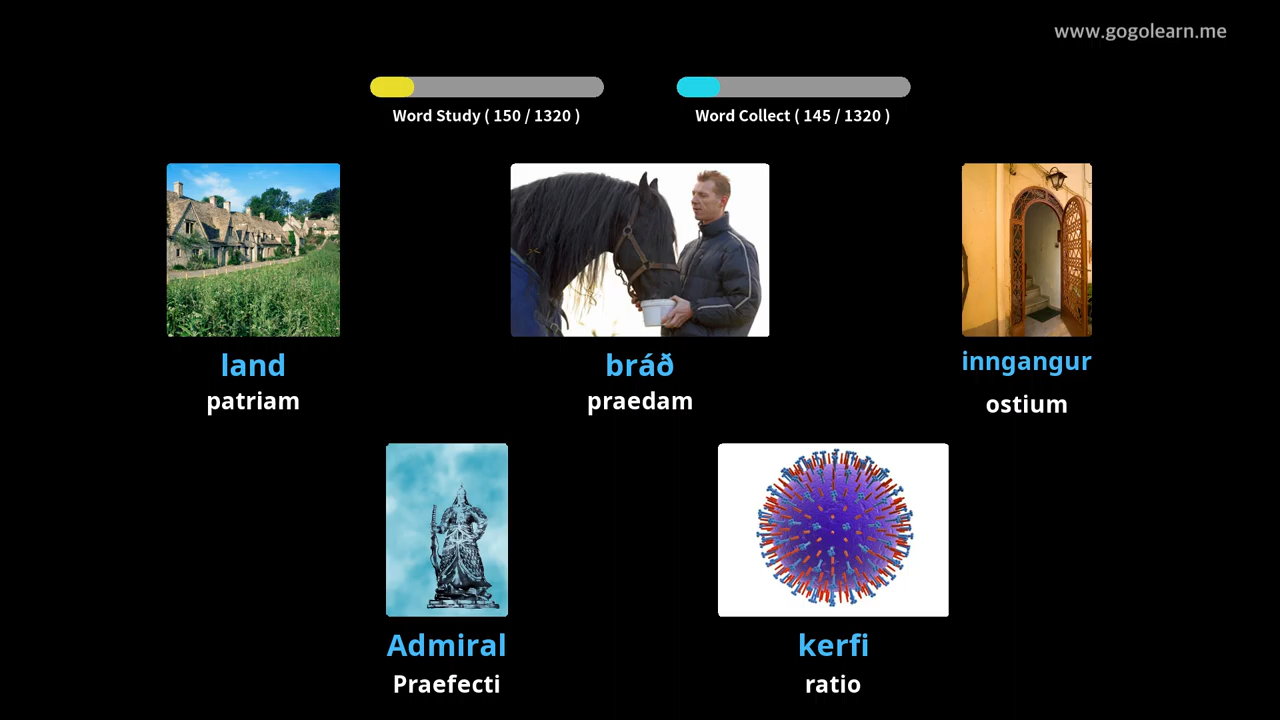 www.gogolearn.me
Word Study ( 150 / 1320 )
Word Collect ( 145 / 1320 )
land
patriam
bráð
praedam
inngangur
ostium
Admiral
Praefecti
kerfi
ratio